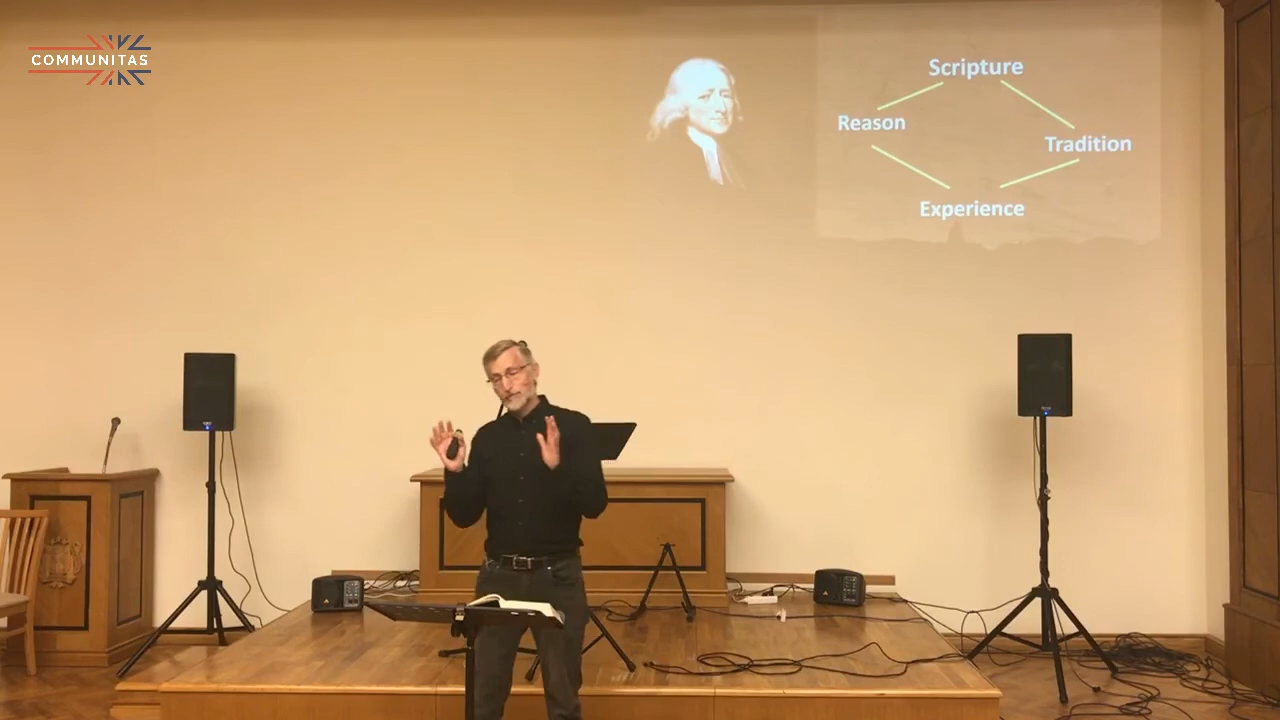 COMMUNITAS
Scripture
Reason
Tradition
Experience